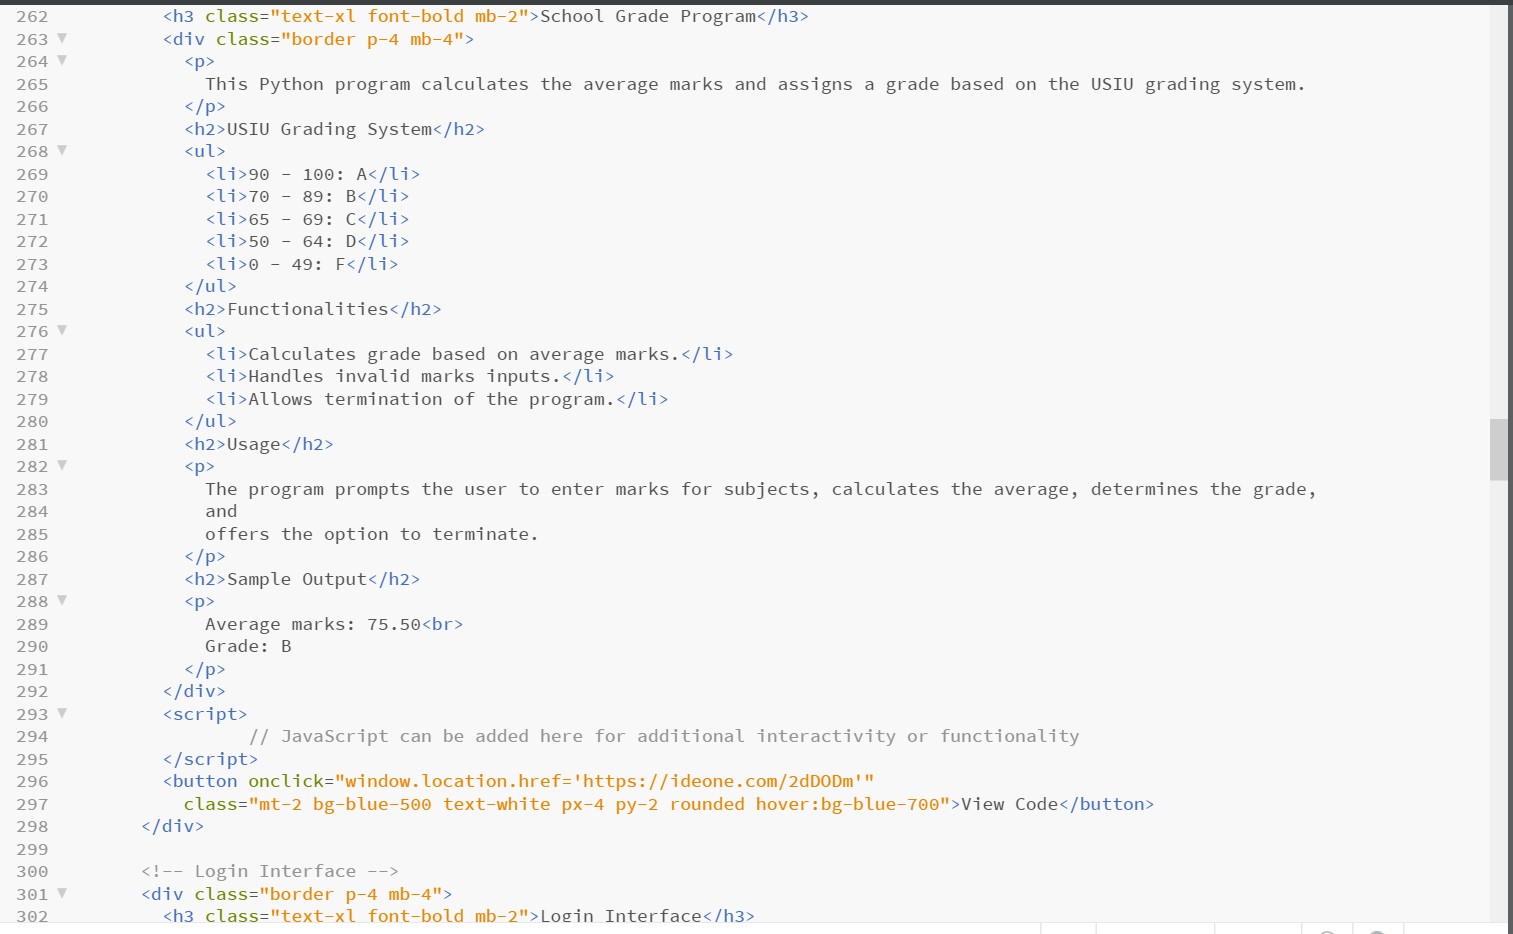 262 <h3 class="text-xl font-bold mb-2">School Grade Program</h3>
263 <div class="border p-4 mb-4">
264 <p>
265 This Python program calculates the average marks and assigns a grade based on the USIU grading system.
266 </p>
267 <h2>USIU Grading System</h2>
268 <ul>
269 <li>90 - 100: A</li>
270 <li>70 - 89: B</li>
271 <li>65 - 69: C</li>
272 <li>50 - 64: D</li>
273 <li>0 - 49: F</li>
274 </ul>
275 <h2>Functionalities</h2>
276 <ul>
277 <li>Calculates grade based on average marks.</li>
278 <li>Handles invalid marks inputs.</li>
279 <li>Allows termination of the program.</li>
280 </ul>
281 <h2>Usage</h2>
282 <p>
283 The program prompts the user to enter marks for subjects, calculates the average, determines the grade,
284 and
285 offers the option to terminate.
286 </p>
287 <h2>Sample Output</h2>
288 <p>
289 Average marks: 75.50<br>
290 Grade: B
291 </p>
292 </div>
293 <script>
294 // JavaScript can be added here for additional interactivity or functionality
295 </script>
296 <button onclick="window.location.href='https://ideone.com/2dDODm'"
297 class="mt-2 bg-blue-500 text-white px-4 py-2 rounded hover:bg-blue-700">View Code</button>
298 </div>
299
300 <!-- Login Interface -->
301 <div class="border p-4 mb-4">
302 <h3 class="text-xl font-bold mb-2">Login Interface</h3>